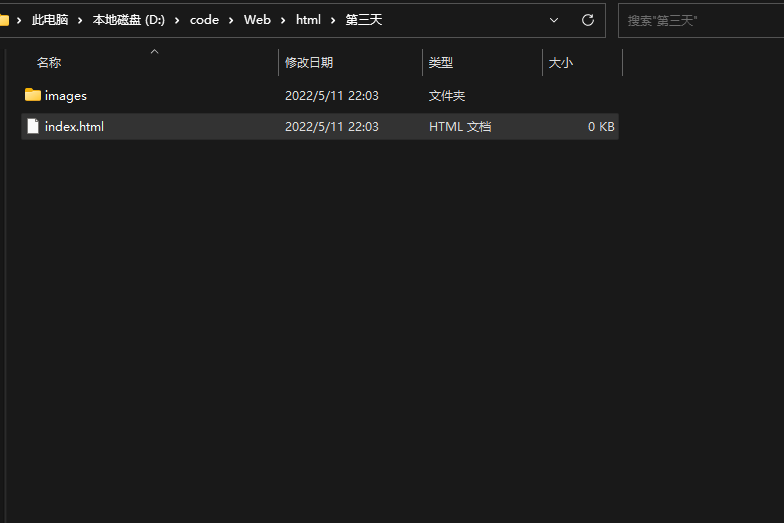 此电脑 › 本地磁盘 (D:) › code › Web › html › 第三天
搜索"第三天"
名称 修改日期 类型 大小
images 2022/5/11 22:03 文件夹
index.html 2022/5/11 22:03 HTML 文档 0 KB